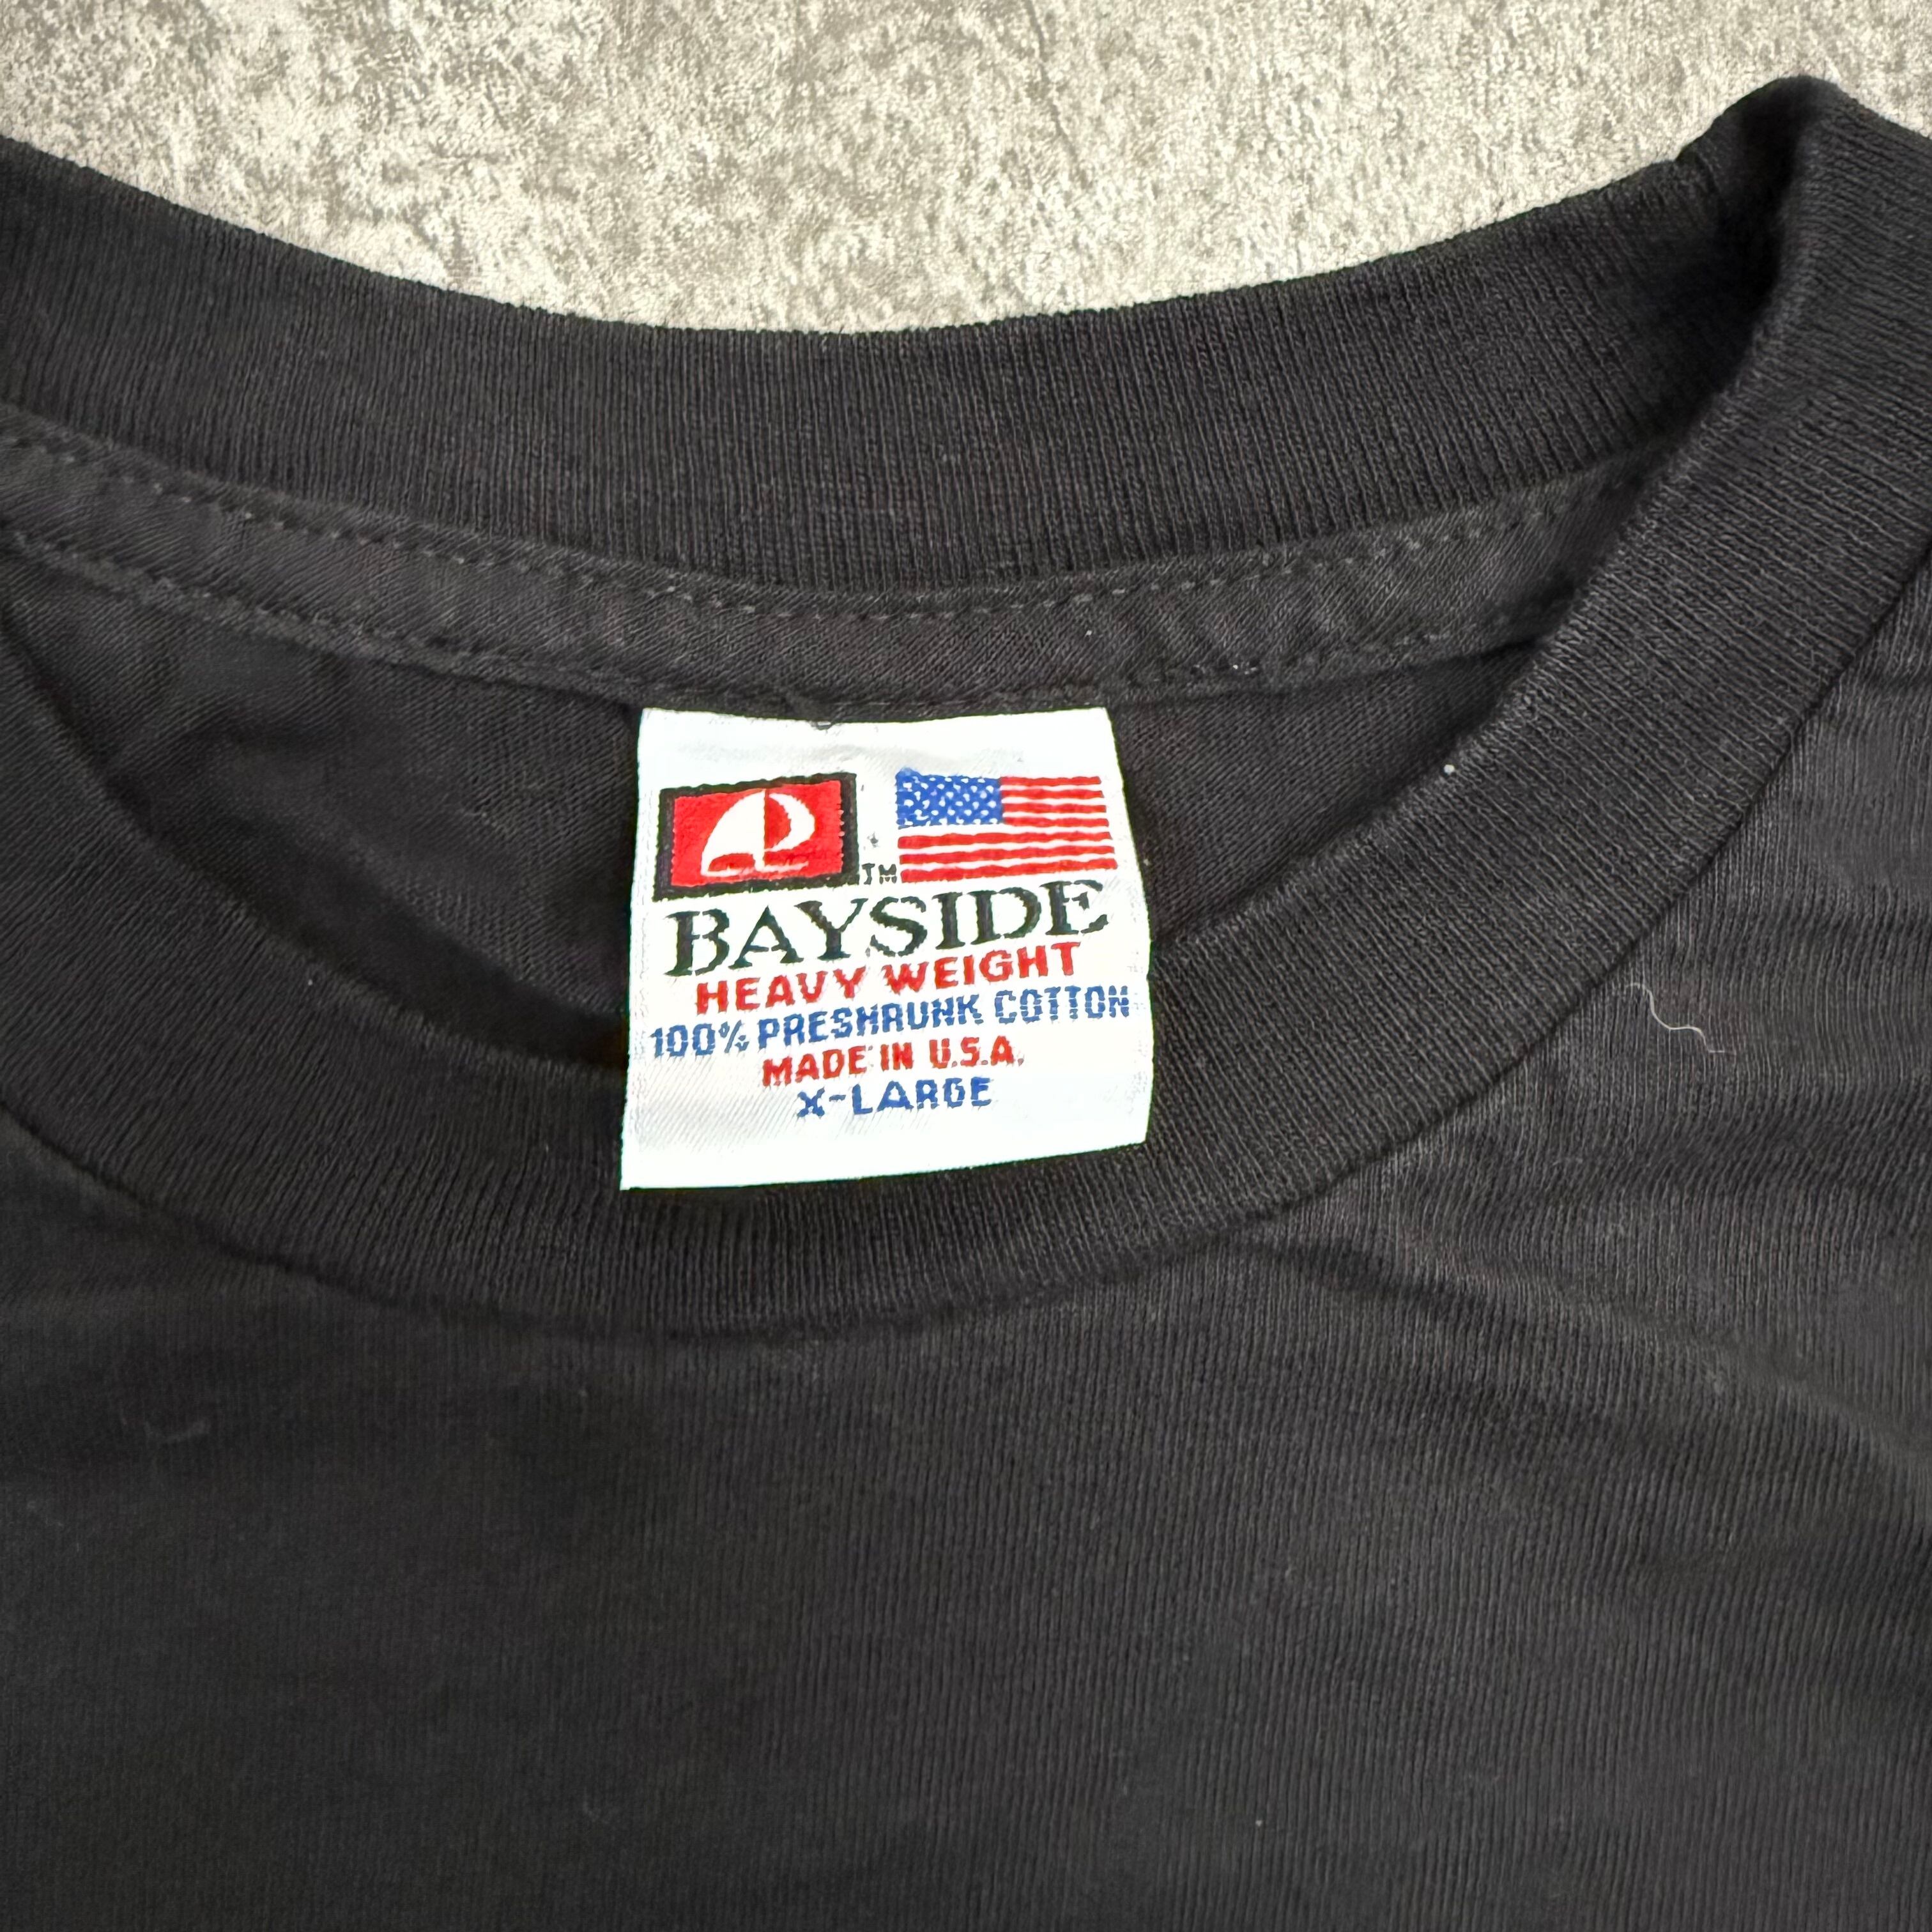 TM
BAYSIDE
HEAVY WEIGHT
100% PRESHRUNK COTTON
MADE IN U.S.A.
X-LARGE